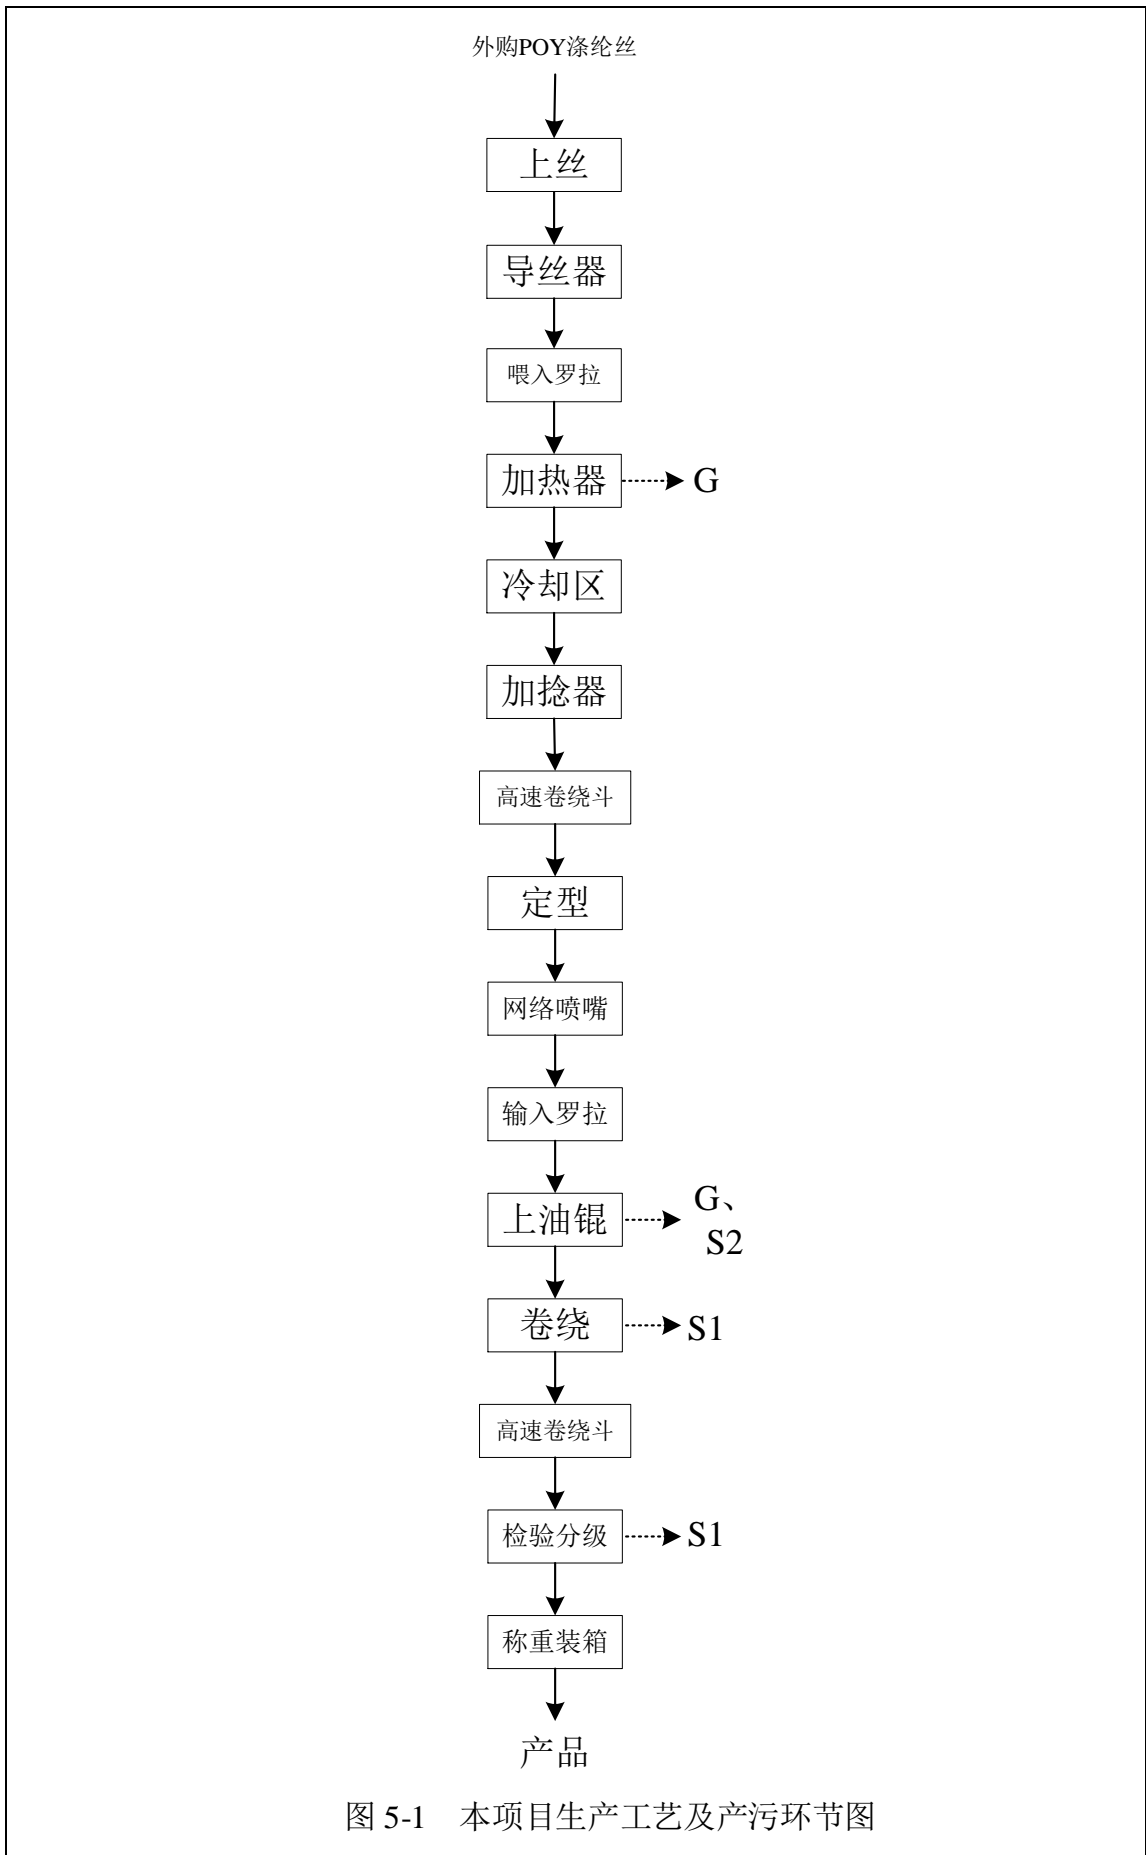 外购POY涤纶丝
上丝
导丝器
喂入罗拉
加热器
G
冷却区
加捻器
高速卷绕斗
定型
网络喷嘴
输入罗拉
上油锟
G、
S2
卷绕
S1
高速卷绕斗
检验分级
S1
称重装箱
产品
图 5-1 本项目生产工艺及产污环节图